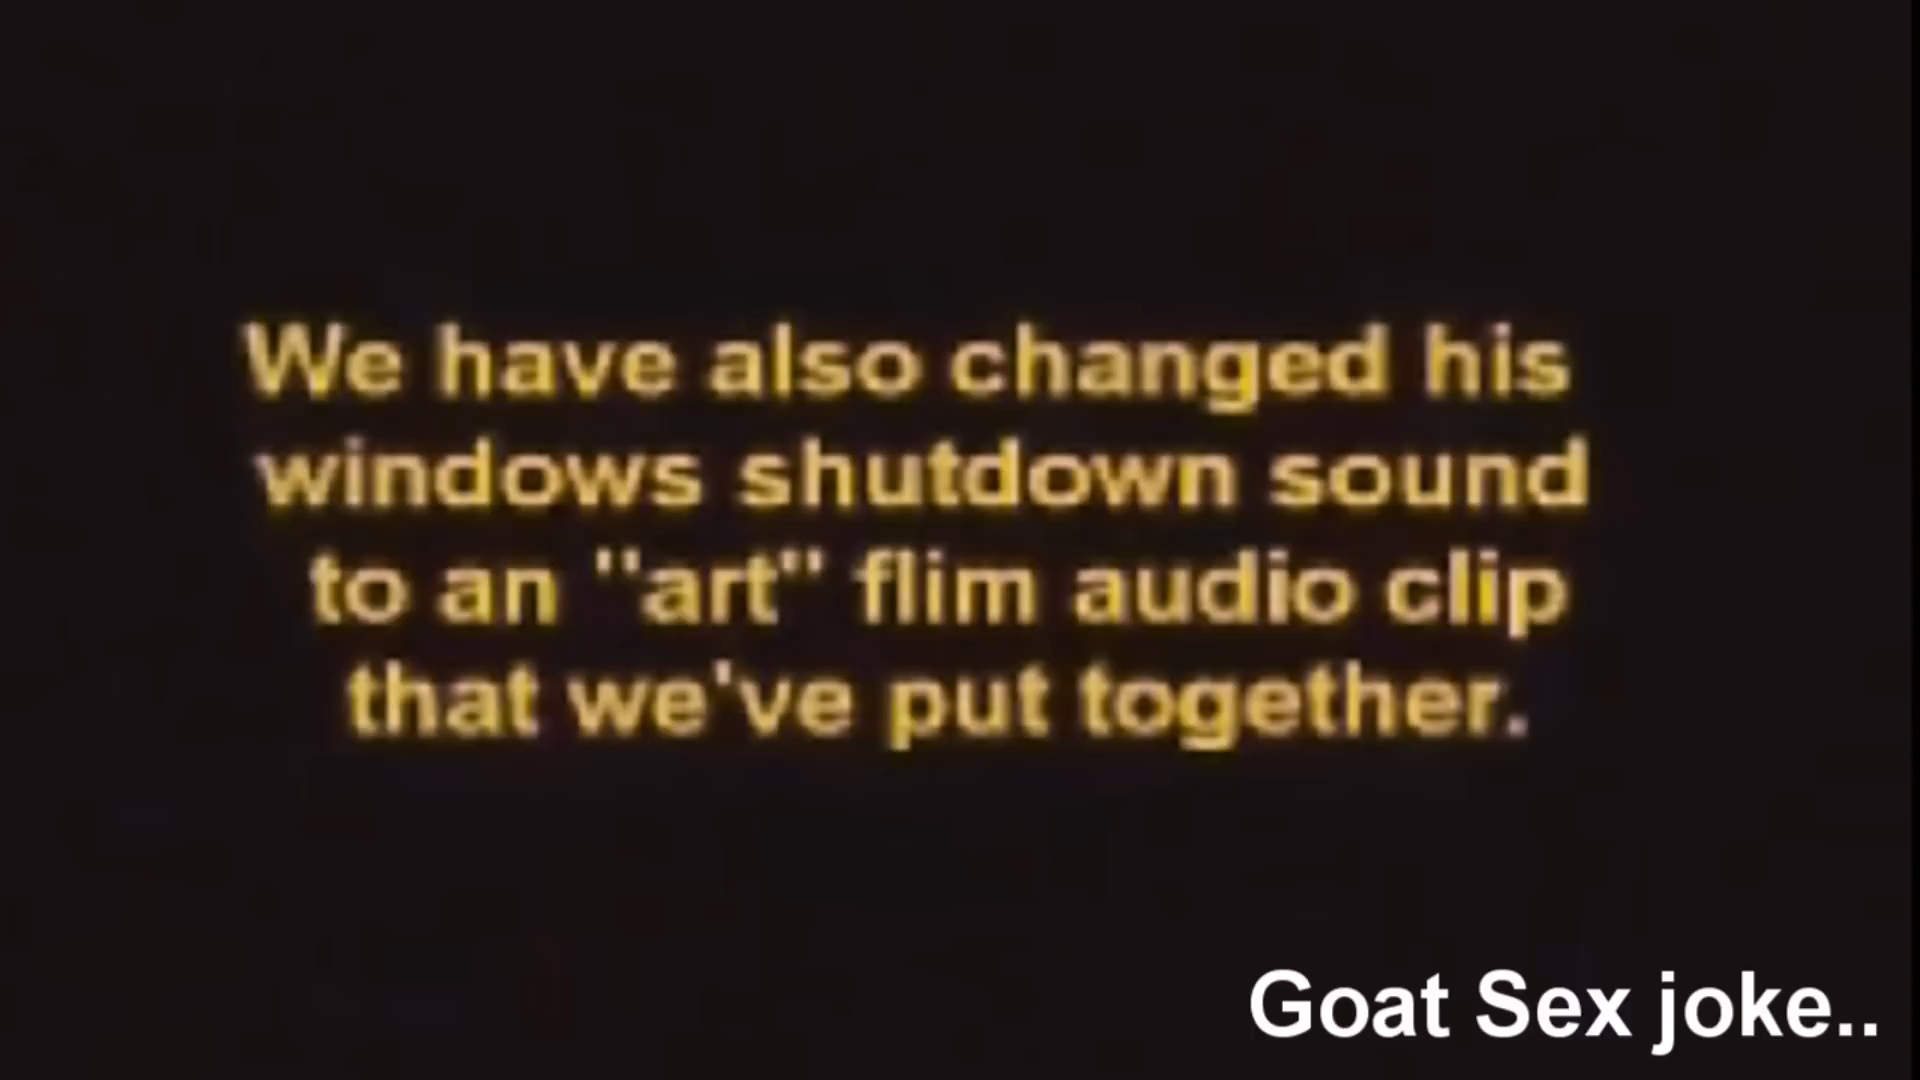 We have also changed his
windows shutdown sound
to an "art" flim audio clip
that we've put together.
Goat Sex joke..